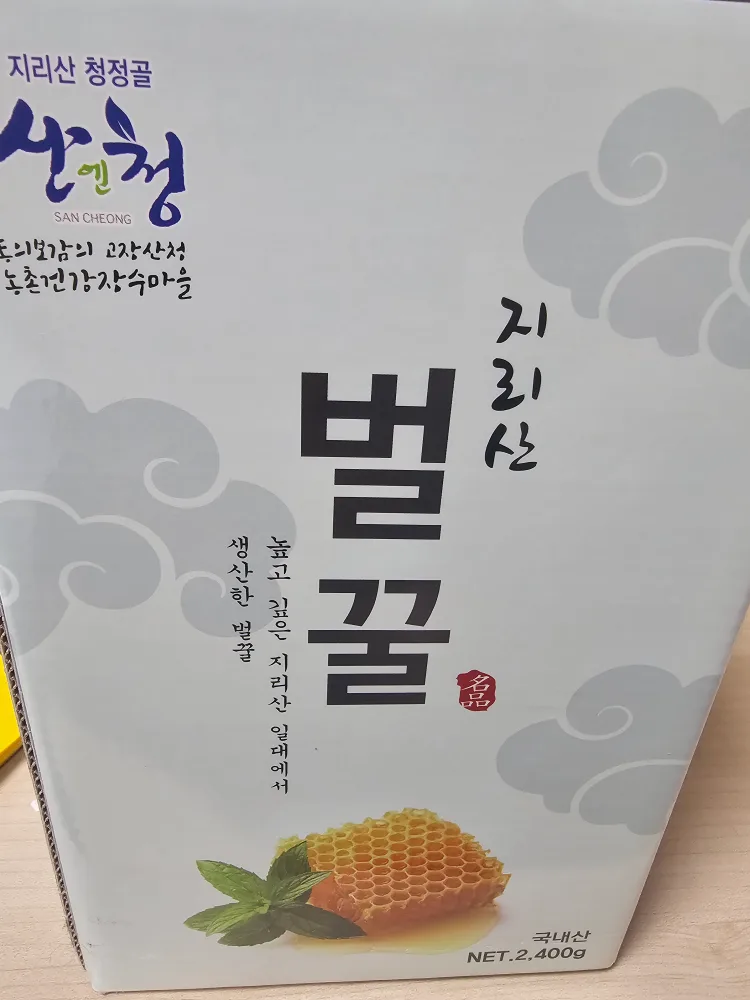 지리산 청정골
산엔청
SAN CHEONG
동의보감의 고장산청
농촌건강장수마을
지리산
벌꿀
名品
높고 깊은 지리산 일대에서
생산한 벌꿀
국내산
NET.2,400g